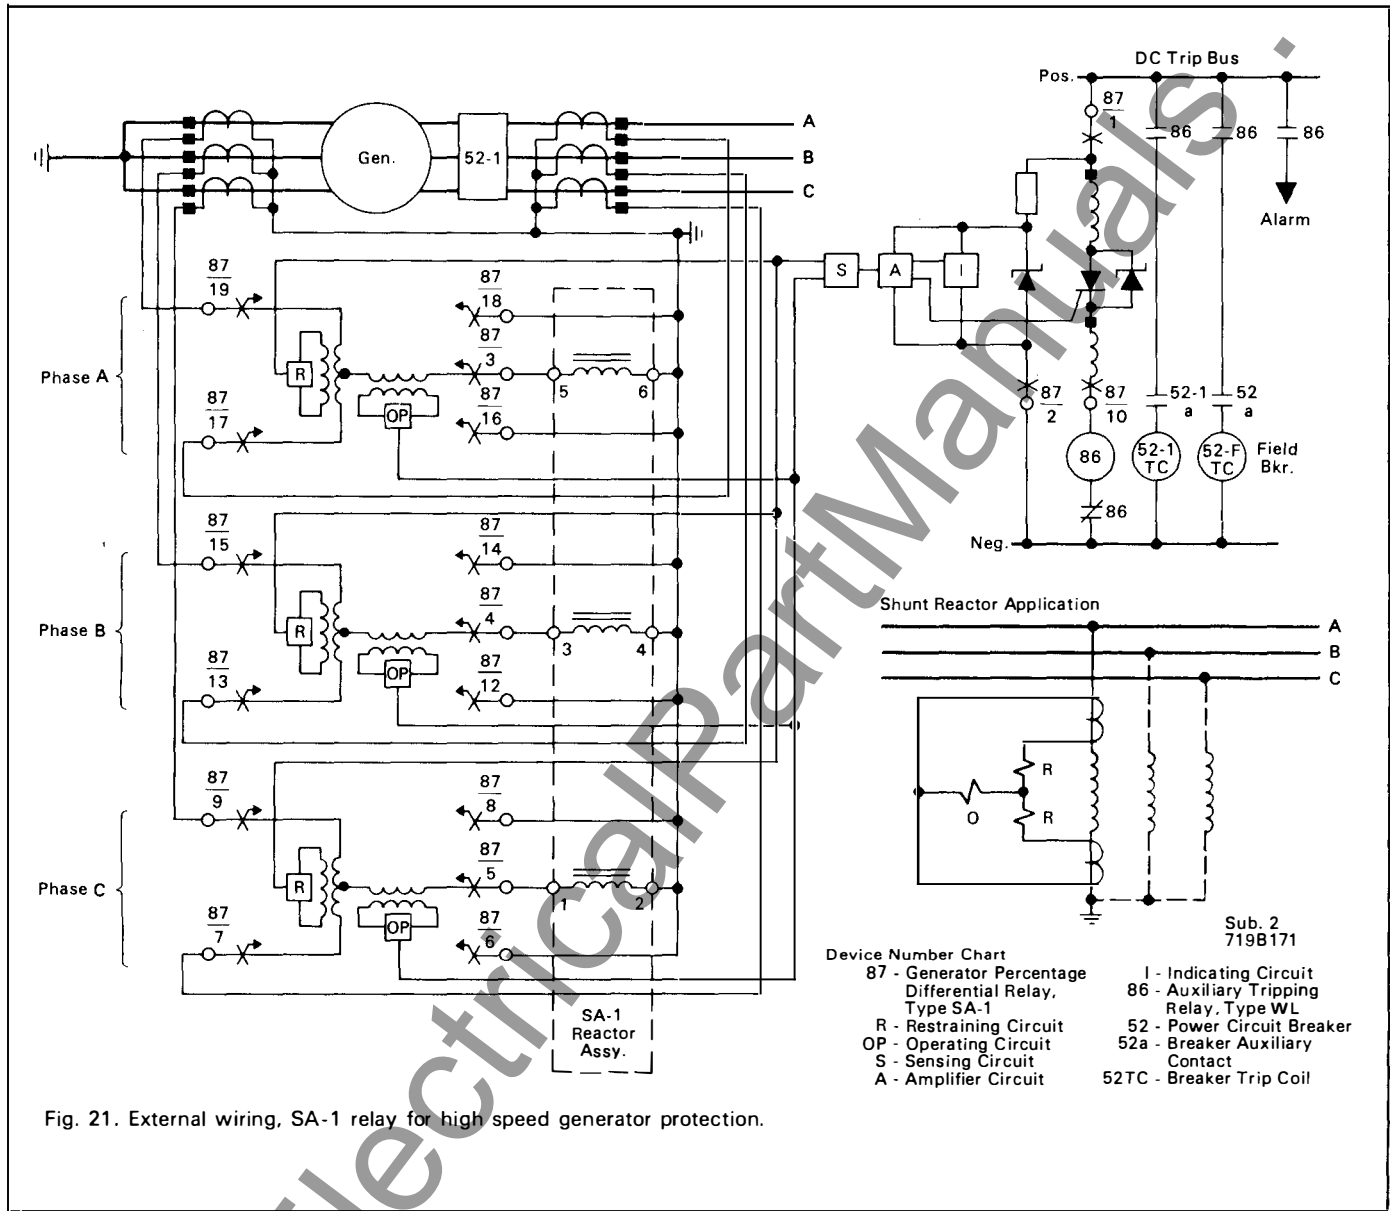 DC Trip Bus
Pos.
87
1
86
86
86
Alarm
A
B
C
Gen.
52-1
S
A
I
87
19
87
18
87
3
Phase A
R
5
6
87
17
OP
87
16
87
2
87
10
52-1
a
52
a
86
52-1
TC
52-F
TC
Field
Bkr.
86
Neg.
87
15
87
14
87
4
Phase B
R
3
4
87
13
OP
87
12
Shunt Reactor Application
A
B
C
R
O
R
87
9
87
8
87
5
Phase C
R
1
2
87
7
OP
87
6
SA-1
Reactor
Assy.
Sub. 2
719B171
Device Number Chart
87 - Generator Percentage
Differential Relay,
Type SA-1
R - Restraining Circuit
OP - Operating Circuit
S - Sensing Circuit
A - Amplifier Circuit
I - Indicating Circuit
86 - Auxiliary Tripping
Relay, Type WL
52 - Power Circuit Breaker
52a - Breaker Auxiliary
Contact
52TC - Breaker Trip Coil
Fig. 21. External wiring, SA-1 relay for high speed generator protection.
ElectricalPartManuals .